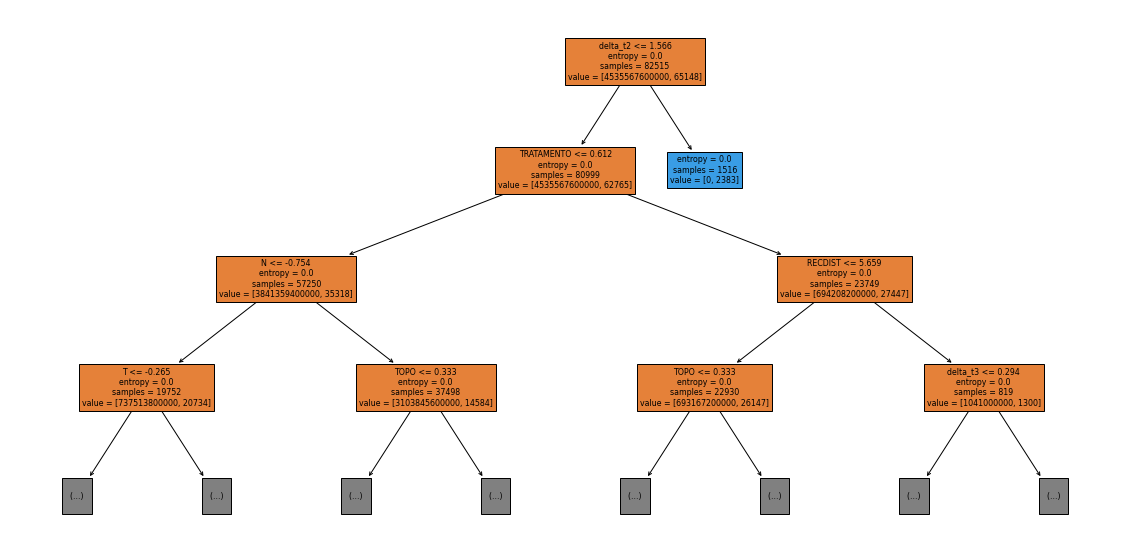 delta_t2 <= 1.566
entropy = 0.0
samples = 82515
value = [4535567600000, 65148]
TRATAMENTO <= 0.612
entropy = 0.0
samples = 80999
value = [4535567600000, 62765]
entropy = 0.0
samples = 1516
value = [0, 2383]
N <= -0.754
entropy = 0.0
samples = 57250
value = [3841359400000, 35318]
RECDIST <= 5.659
entropy = 0.0
samples = 23749
value = [694208200000, 27447]
T <= -0.265
entropy = 0.0
samples = 19752
value = [737513800000, 20734]
TOPO <= 0.333
entropy = 0.0
samples = 37498
value = [3103845600000, 14584]
TOPO <= 0.333
entropy = 0.0
samples = 22930
value = [693167200000, 26147]
delta_t3 <= 0.294
entropy = 0.0
samples = 819
value = [1041000000, 1300]
(...)
(...)
(...)
(...)
(...)
(...)
(...)
(...)